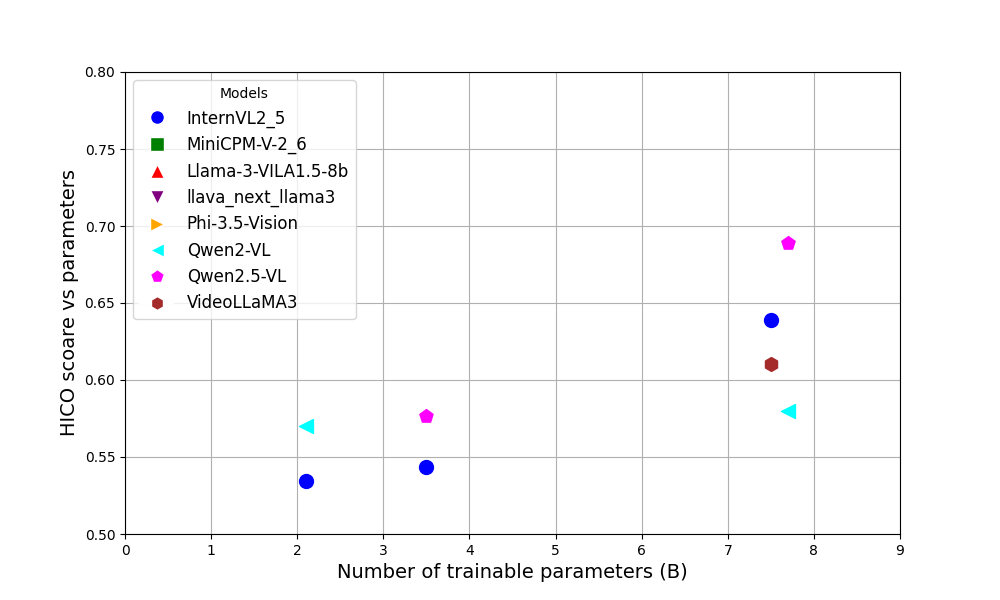 0.80
0.75
0.70
0.65
0.60
0.55
0.50
HICO scoare vs parameters
Models
InternVL2_5
MiniCPM-V-2_6
Llama-3-VILA1.5-8b
llava_next_llama3
Phi-3.5-Vision
Qwen2-VL
Qwen2.5-VL
VideoLLaMA3
0 1 2 3 4 5 6 7 8 9
Number of trainable parameters (B)